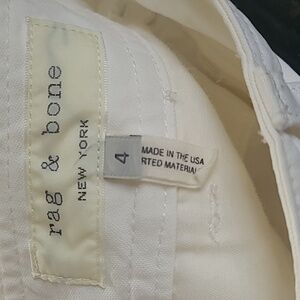 rag & bone
NEW YORK
4
MADE IN THE USA
RTED MATERIAL